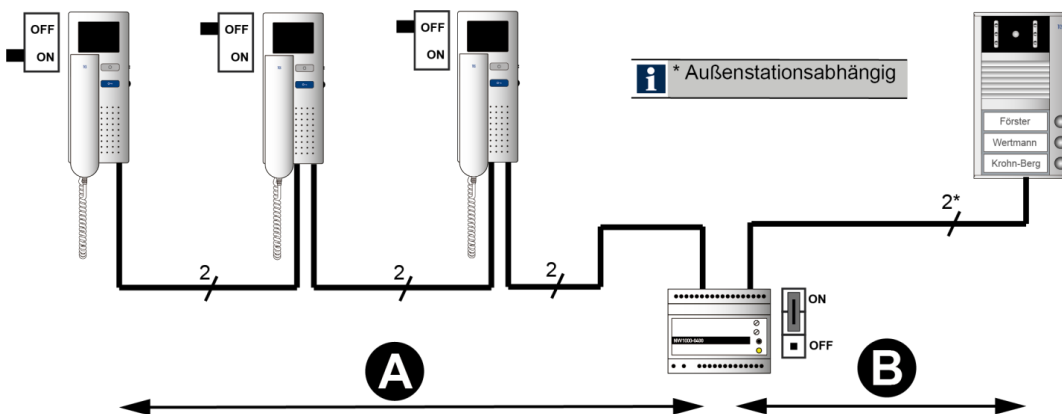 OFF
ON
OFF
ON
OFF
ON
* Außenstationsabhängig
Förster
Wertmann
Krohn-Berg
2*
2
2
2
ON
OFF
A
B